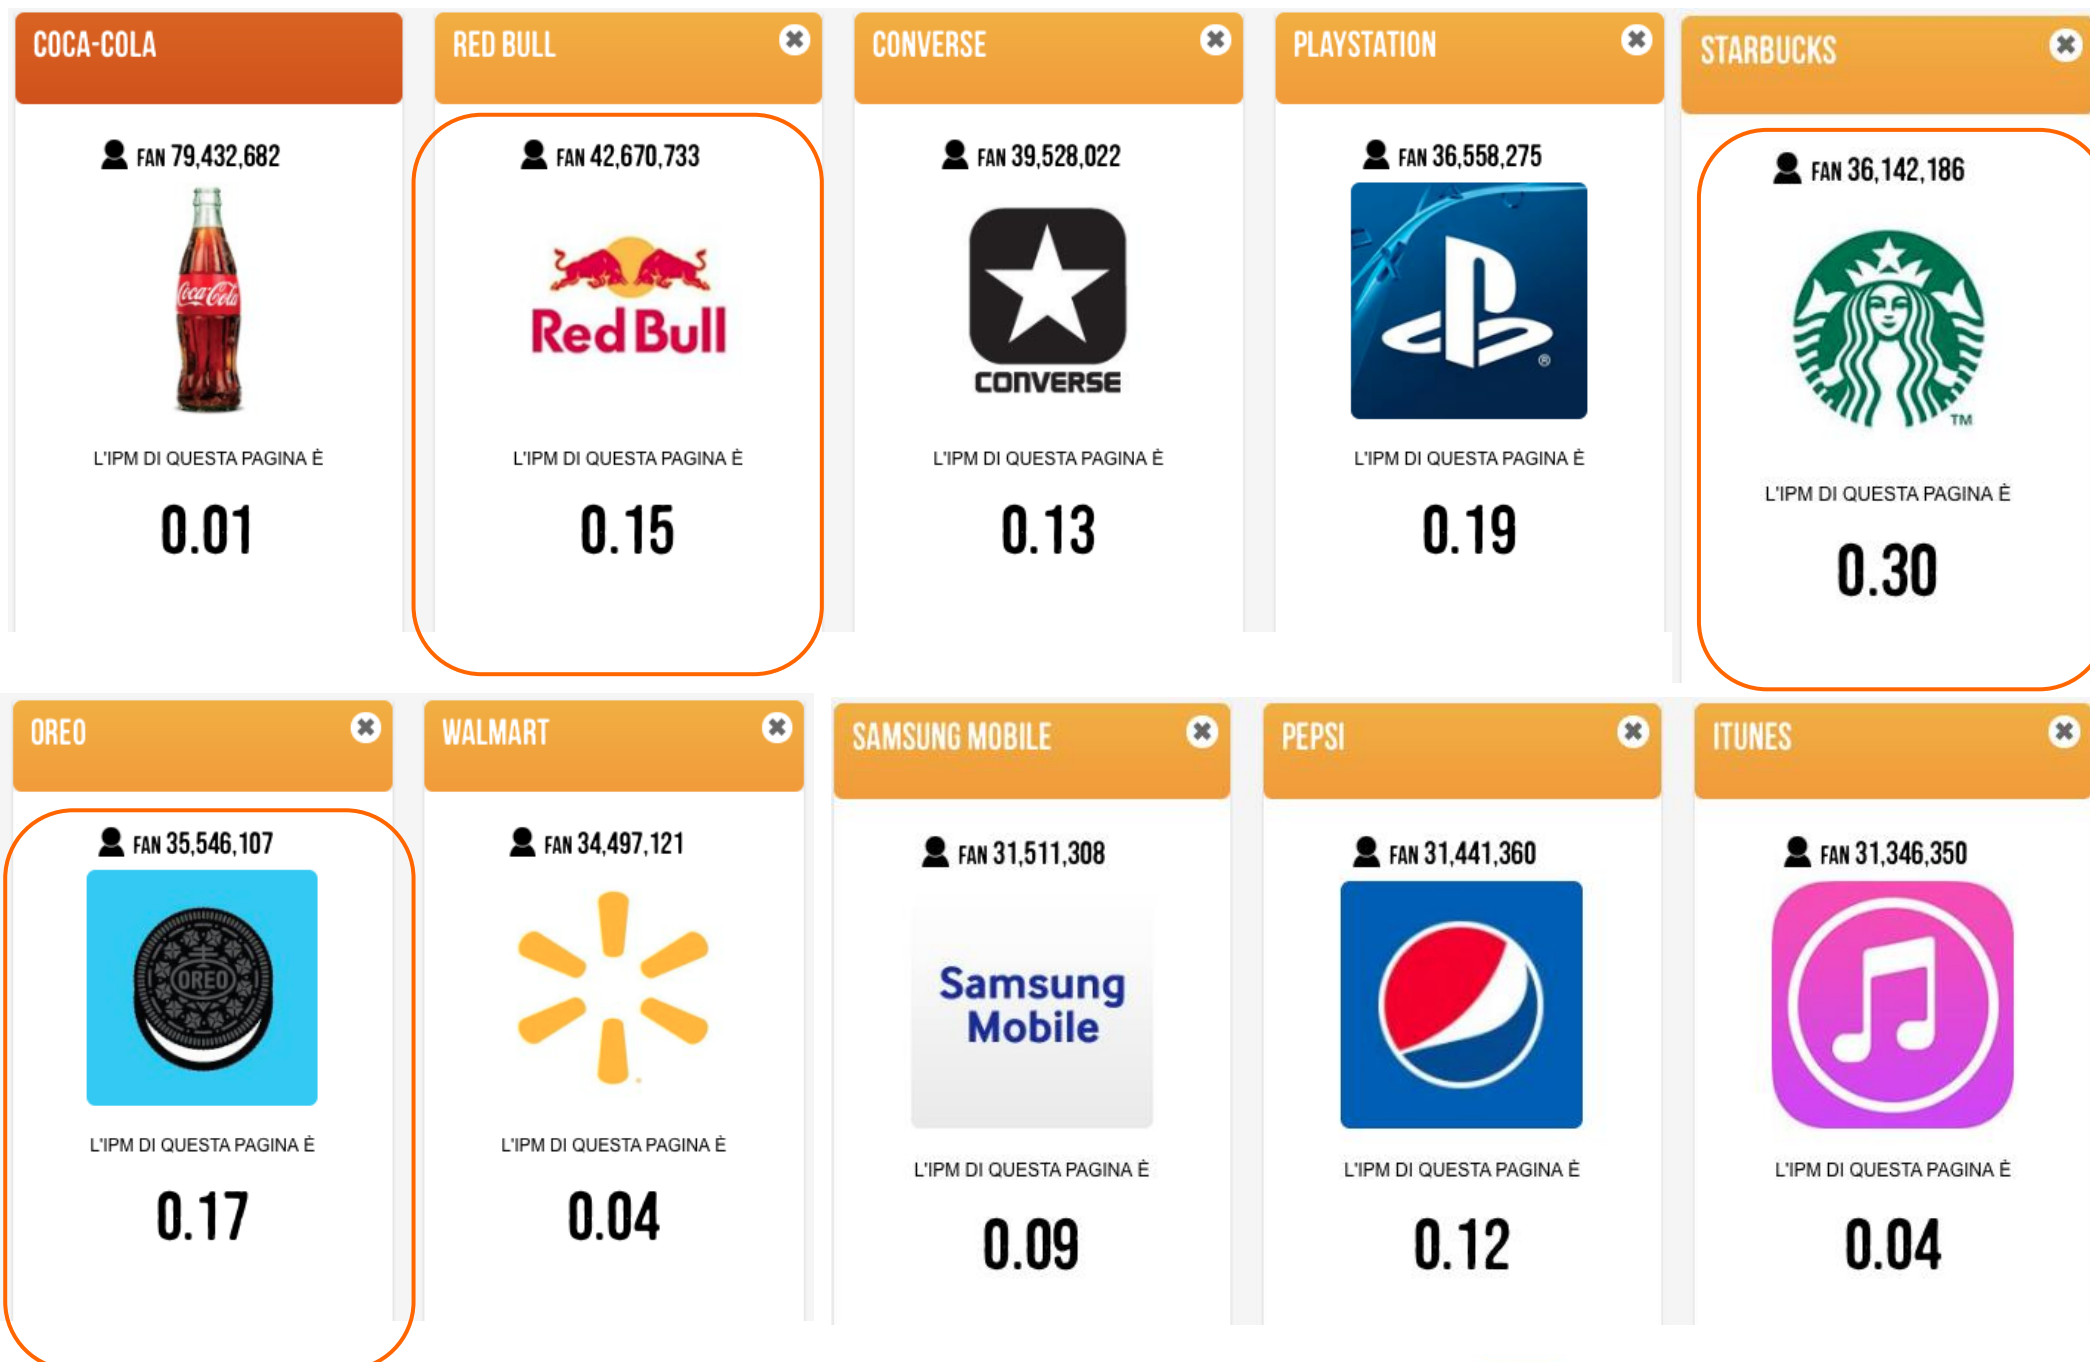 COCA-COLA
FAN 79,432,682
Coca-Cola
L'IPM DI QUESTA PAGINA È
0.01
RED BULL
FAN 42,670,733
Red Bull
L'IPM DI QUESTA PAGINA È
0.15
CONVERSE
FAN 39,528,022
CONVERSE
L'IPM DI QUESTA PAGINA È
0.13
PLAYSTATION
FAN 36,558,275
®
L'IPM DI QUESTA PAGINA È
0.19
STARBUCKS
FAN 36,142,186
TM
L'IPM DI QUESTA PAGINA È
0.30
OREO
FAN 35,546,107
OREO
L'IPM DI QUESTA PAGINA È
0.17
WALMART
FAN 34,497,121
L'IPM DI QUESTA PAGINA È
0.04
SAMSUNG MOBILE
FAN 31,511,308
Samsung
Mobile
L'IPM DI QUESTA PAGINA È
0.09
PEPSI
FAN 31,441,360
L'IPM DI QUESTA PAGINA È
0.12
ITUNES
FAN 31,346,350
L'IPM DI QUESTA PAGINA È
0.04